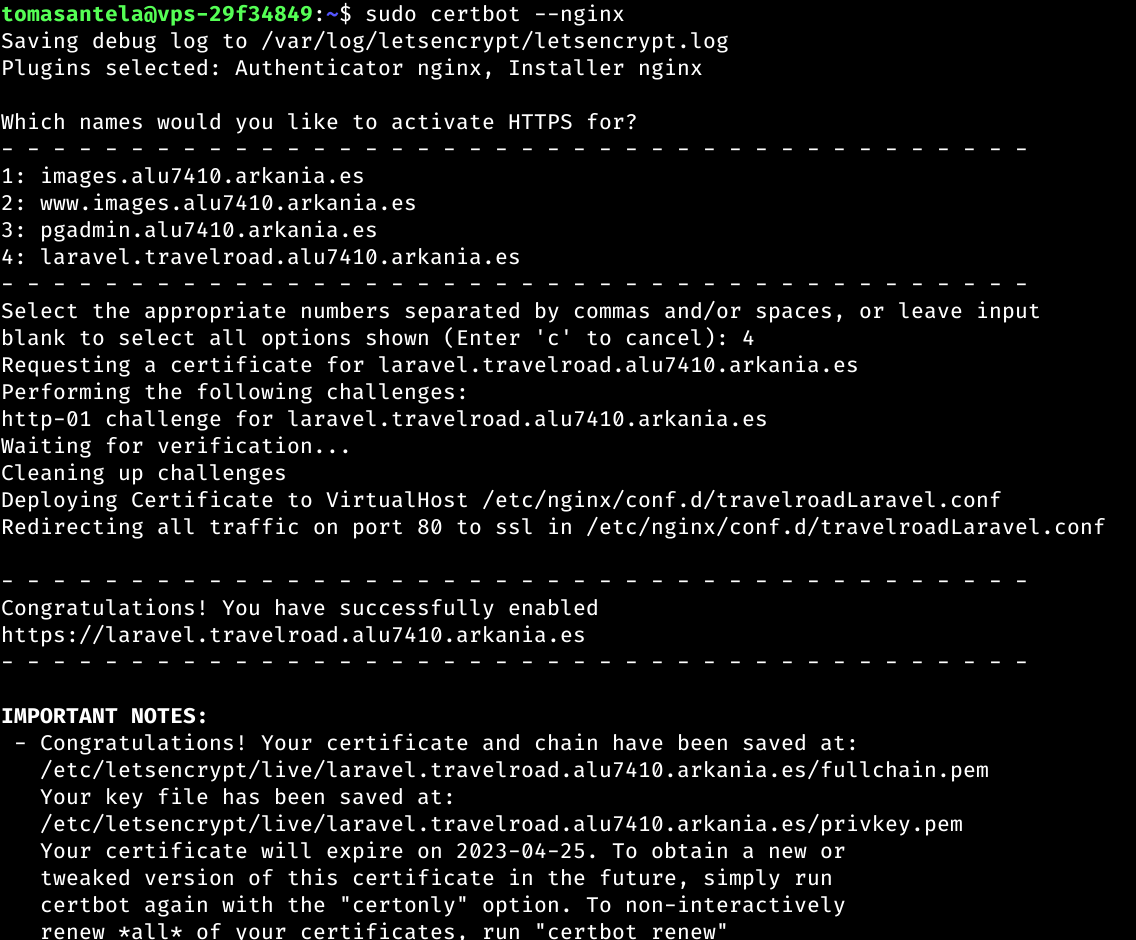 tomasantela@vps-29f34849:~$ sudo certbot --nginx
Saving debug log to /var/log/letsencrypt/letsencrypt.log
Plugins selected: Authenticator nginx, Installer nginx

Which names would you like to activate HTTPS for?
- - - - - - - - - - - - - - - - - - - - - - - - - - - - - - - - - - - - - - - -
1: images.alu7410.arkania.es
2: www.images.alu7410.arkania.es
3: pgadmin.alu7410.arkania.es
4: laravel.travelroad.alu7410.arkania.es
- - - - - - - - - - - - - - - - - - - - - - - - - - - - - - - - - - - - - - - -
Select the appropriate numbers separated by commas and/or spaces, or leave input
blank to select all options shown (Enter 'c' to cancel): 4
Requesting a certificate for laravel.travelroad.alu7410.arkania.es
Performing the following challenges:
http-01 challenge for laravel.travelroad.alu7410.arkania.es
Waiting for verification...
Cleaning up challenges
Deploying Certificate to VirtualHost /etc/nginx/conf.d/travelroadLaravel.conf
Redirecting all traffic on port 80 to ssl in /etc/nginx/conf.d/travelroadLaravel.conf

- - - - - - - - - - - - - - - - - - - - - - - - - - - - - - - - - - - - - - - -
Congratulations! You have successfully enabled
https://laravel.travelroad.alu7410.arkania.es
- - - - - - - - - - - - - - - - - - - - - - - - - - - - - - - - - - - - - - - -

IMPORTANT NOTES:
 - Congratulations! Your certificate and chain have been saved at:
   /etc/letsencrypt/live/laravel.travelroad.alu7410.arkania.es/fullchain.pem
   Your key file has been saved at:
   /etc/letsencrypt/live/laravel.travelroad.alu7410.arkania.es/privkey.pem
   Your certificate will expire on 2023-04-25. To obtain a new or
   tweaked version of this certificate in the future, simply run
   certbot again with the "certonly" option. To non-interactively
   renew *all* of your certificates, run "certbot renew"